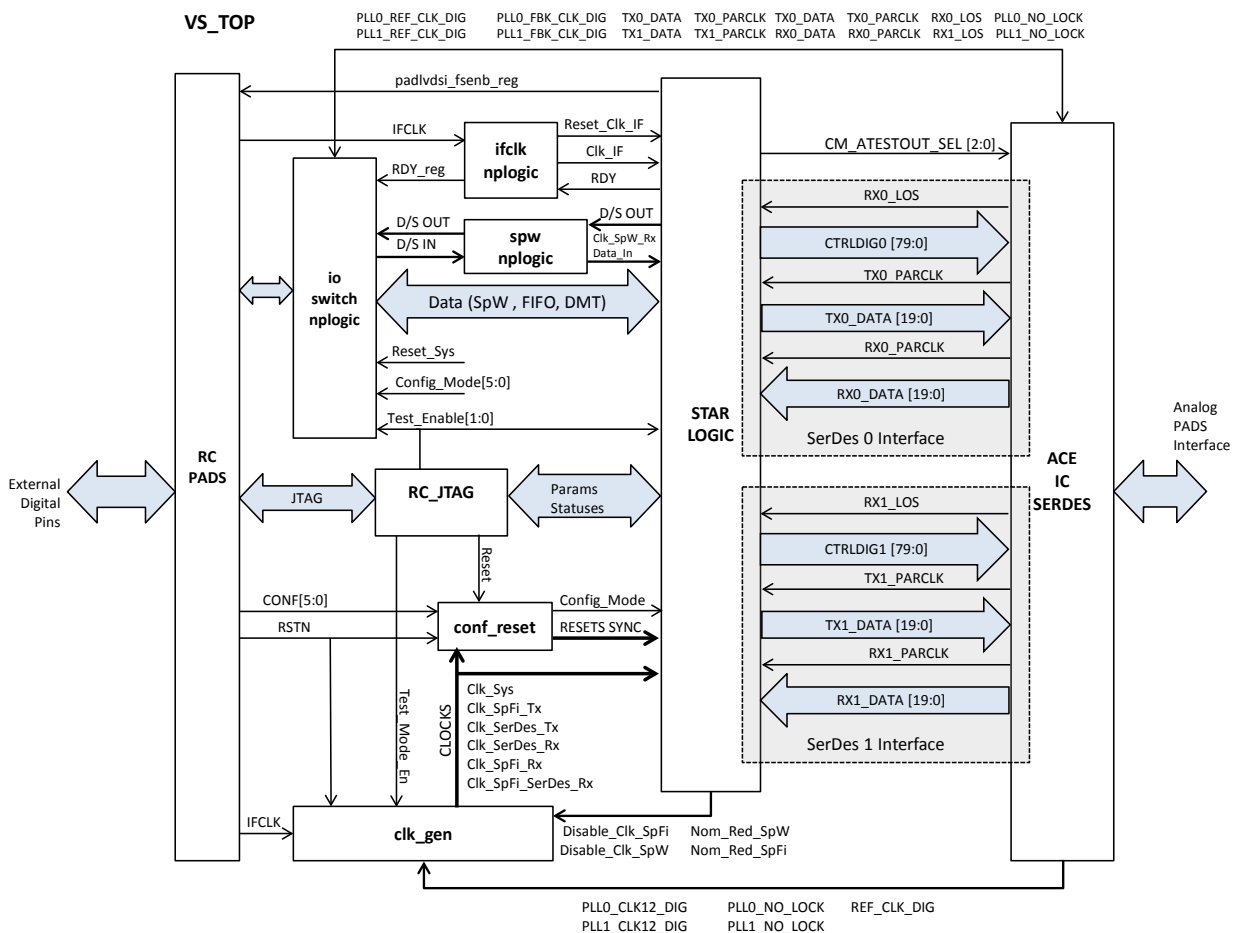 VS_TOP
PLL0_REF_CLK_DIG PLL0_FBK_CLK_DIG TX0_DATA TX0_PARCLK TX0_DATA TX0_PARCLK RX0_LOS PLL0_NO_LOCK
PLL1_REF_CLK_DIG PLL1_FBK_CLK_DIG TX1_DATA TX1_PARCLK RX0_DATA RX0_PARCLK RX1_LOS PLL1_NO_LOCK
padlvdsi_fsenb_reg
IFCLK
ifclk
nplogic
Reset_Clk_IF
Clk_IF
RDY
RDY_reg
CM_ATESTOUT_SEL [2:0]
D/S OUT
D/S IN
spw
nplogic
D/S OUT
Clk_SpW_Rx
Data_In
io
switch
nplogic
Data (SpW , FIFO, DMT)
Reset_Sys
Config_Mode[5:0]
Test_Enable[1:0]
RX0_LOS
CTRLDIG0 [79:0]
TX0_PARCLK
TX0_DATA [19:0]
RX0_PARCLK
RX0_DATA [19:0]
SerDes 0 Interface
STAR
LOGIC
RC
PADS
External
Digital
Pins
JTAG
RC_JTAG
Params
Statuses
ACE
IC
SERDES
Analog
PADS
Interface
RX1_LOS
CTRLDIG1 [79:0]
TX1_PARCLK
TX1_DATA [19:0]
RX1_PARCLK
RX1_DATA [19:0]
SerDes 1 Interface
Reset
CONF[5:0]
RSTN
conf_reset
Config_Mode
RESETS SYNC
Test_Mode_En
CLOCKS
Clk_Sys
Clk_SpFi_Tx
Clk_SerDes_Tx
Clk_SerDes_Rx
Clk_SpFi_Rx
Clk_SpFi_SerDes_Rx
IFCLK
clk_gen
Disable_Clk_SpFi Nom_Red_SpW
Disable_Clk_SpW Nom_Red_SpFi
PLL0_CLK12_DIG PLL0_NO_LOCK REF_CLK_DIG
PLL1_CLK12_DIG PLL1_NO_LOCK